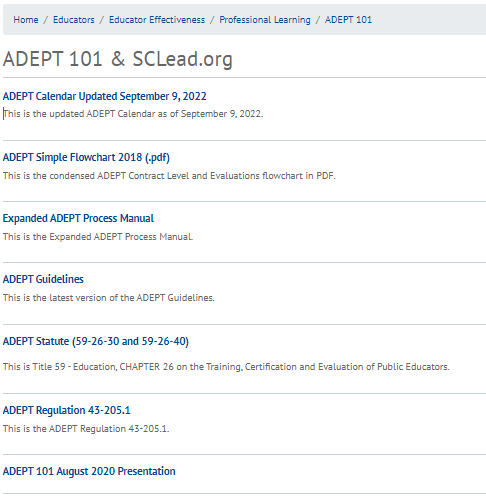 Home / Educators / Educator Effectiveness / Professional Learning / ADEPT 101
ADEPT 101 & SCLead.org
ADEPT Calendar Updated September 9, 2022
This is the updated ADEPT Calendar as of September 9, 2022.
ADEPT Simple Flowchart 2018 (.pdf)
This is the condensed ADEPT Contract Level and Evaluations flowchart in PDF.
Expanded ADEPT Process Manual
This is the Expanded ADEPT Process Manual.
ADEPT Guidelines
This is the latest version of the ADEPT Guidelines.
ADEPT Statute (59-26-30 and 59-26-40)
This is Title 59 - Education, CHAPTER 26 on the Training, Certification and Evaluation of Public Educators.
ADEPT Regulation 43-205.1
This is the ADEPT Regulation 43-205.1.
ADEPT 101 August 2020 Presentation